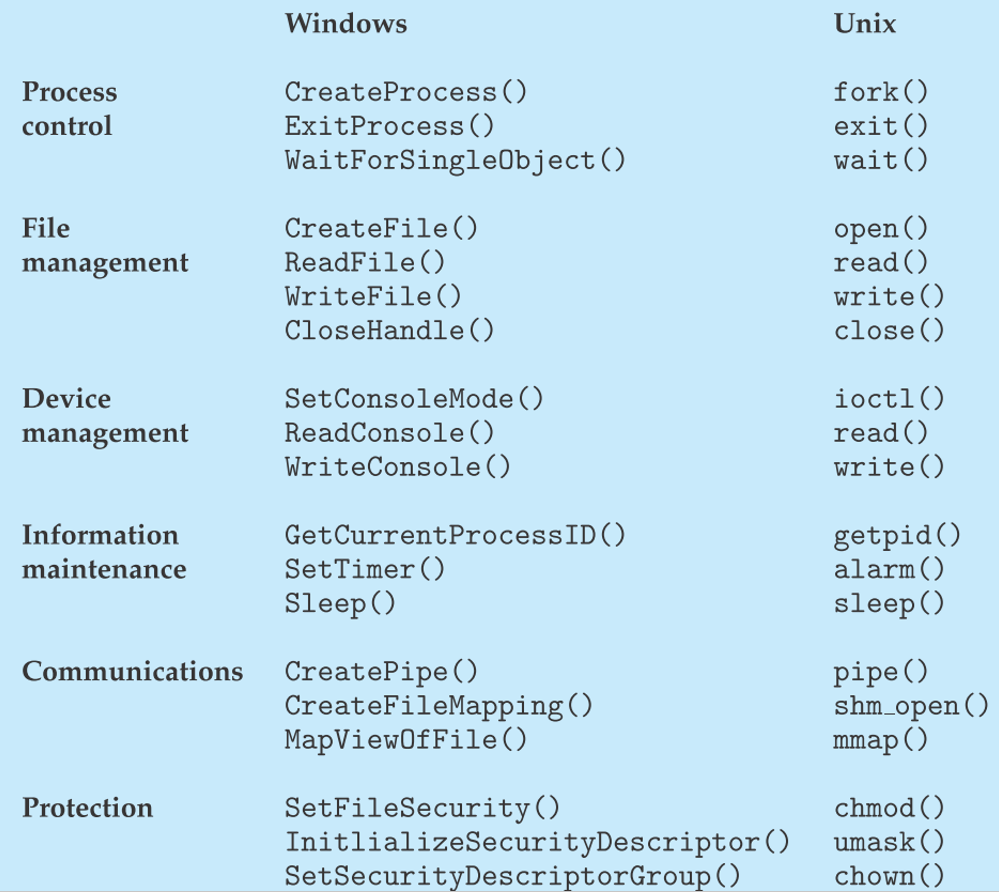 Windows Unix
Process CreateProcess() fork()
control ExitProcess() exit()
WaitForSingleObject() wait()
File CreateFile() open()
management ReadFile() read()
WriteFile() write()
CloseHandle() close()
Device SetConsoleMode() ioctl()
management ReadConsole() read()
WriteConsole() write()
Information GetCurrentProcessID() getpid()
maintenance SetTimer() alarm()
Sleep() sleep()
Communications CreatePipe() pipe()
CreateFileMapping() shm_open()
MapViewOfFile() mmap()
Protection SetFileSecurity() chmod()
InitlializeSecurityDescriptor() umask()
SetSecurityDescriptorGroup() chown()